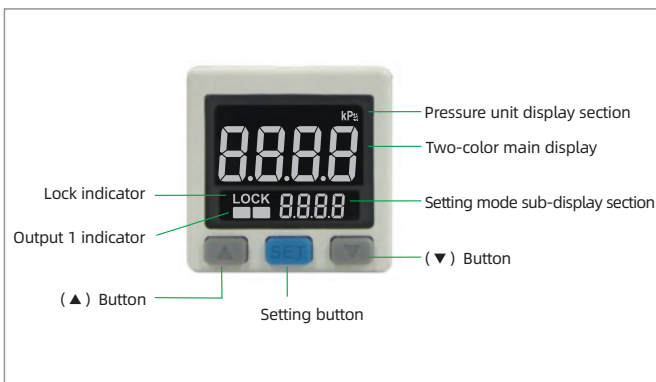 kPa
Pressure unit display section
8.8.8.8
Two-color main display
Lock indicator
LOCK
8.8.8.8
Setting mode sub-display section
Output 1 indicator
SET
(▼) Button
(▲) Button
Setting button